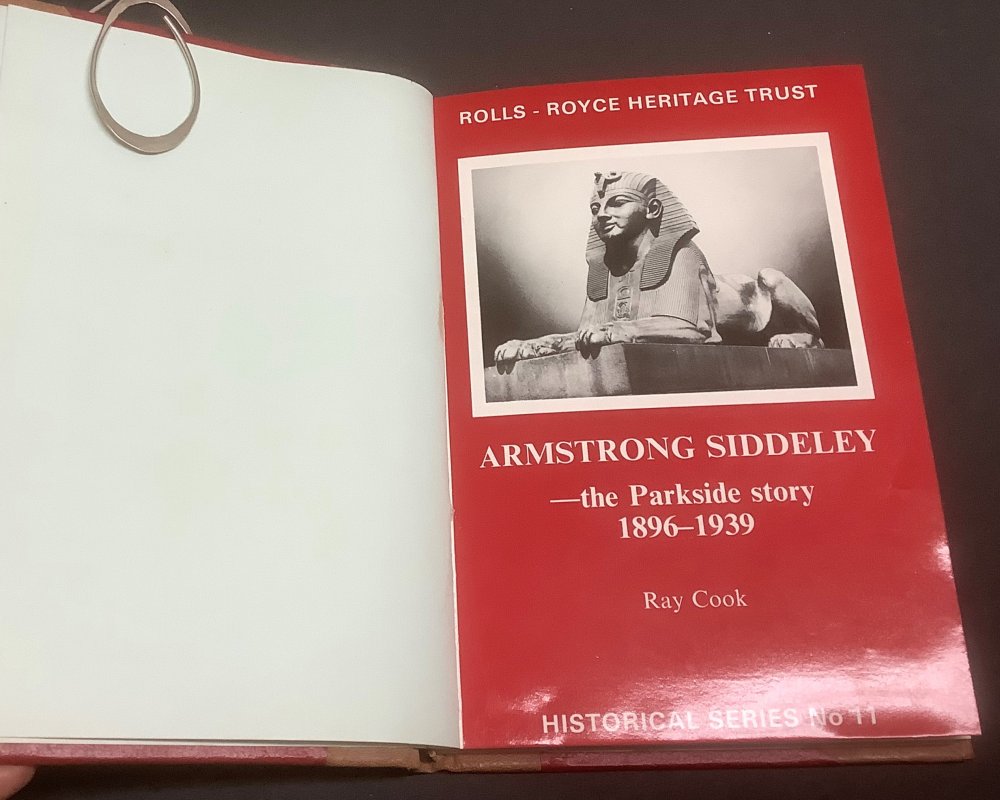 ROLLS - ROYCE HERITAGE TRUST
ARMSTRONG SIDDELEY
—the Parkside story
1896–1939
Ray Cook
HISTORICAL SERIES No 11